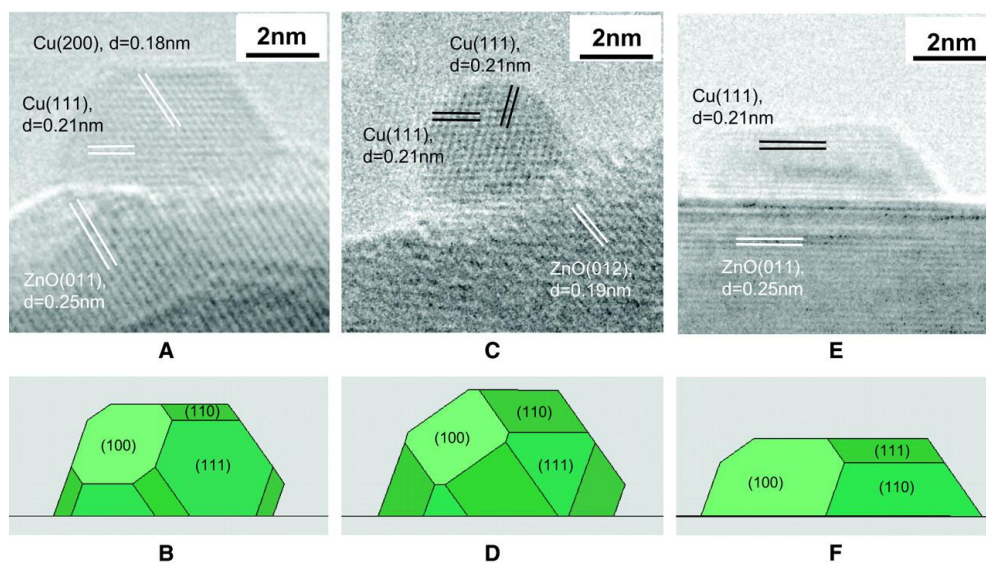 Cu(200), d=0.18nm
2nm
Cu(111),
d=0.21nm
ZnO(011),
d=0.25nm
A
Cu(111),
d=0.21nm
2nm
Cu(111),
d=0.21nm
ZnO(012),
d=0.19nm
C
2nm
Cu(111),
d=0.21nm
ZnO(011),
d=0.25nm
E
(110)
(100)
(111)
B
(110)
(100)
(111)
D
(111)
(100)
(110)
F